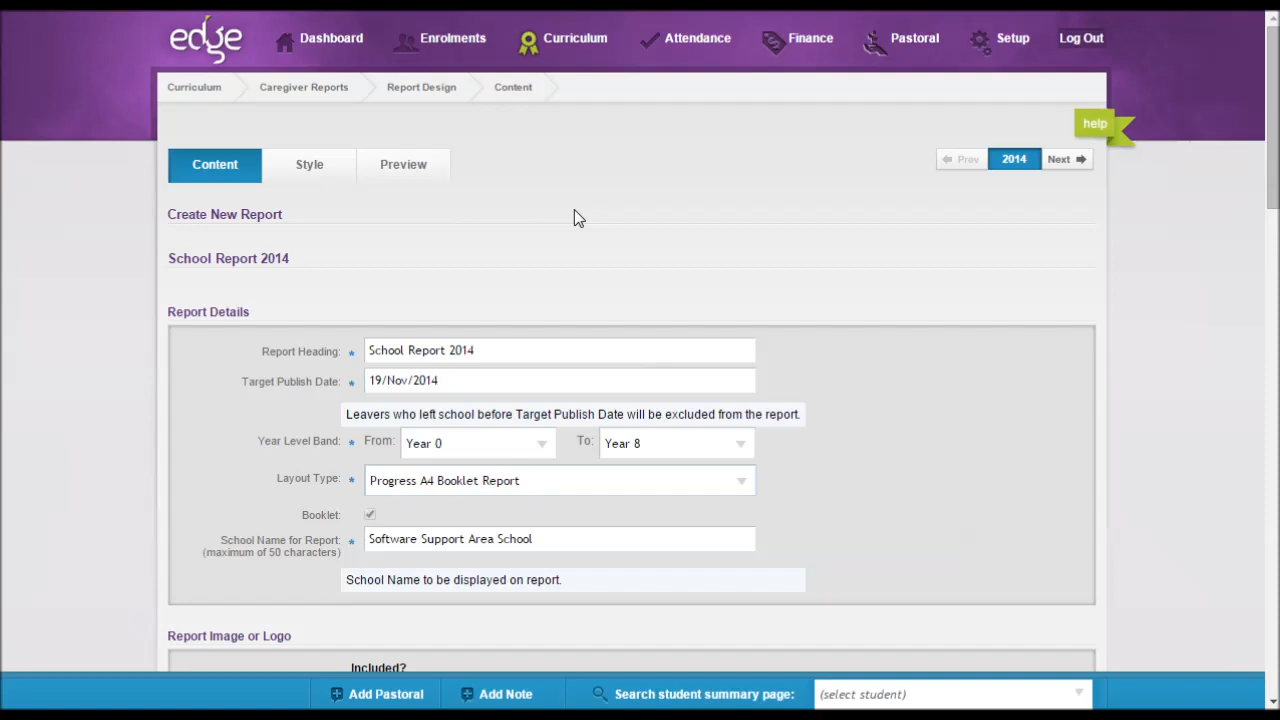 edge Dashboard Enrolments Curriculum Attendance Finance Pastoral Setup Log Out
Curriculum Caregiver Reports Report Design Content
help
Content Style Preview Prev 2014 Next
Create New Report
School Report 2014
Report Details
Report Heading: * School Report 2014
Target Publish Date: * 19/Nov/2014
Leavers who left school before Target Publish Date will be excluded from the report.
Year Level Band: * From: Year 0 To: Year 8
Layout Type: * Progress A4 Booklet Report
Booklet:
School Name for Report: * Software Support Area School
(maximum of 50 characters)
School Name to be displayed on report.
Report Image or Logo
Included?
Add Pastoral Add Note Search student summary page: (select student)